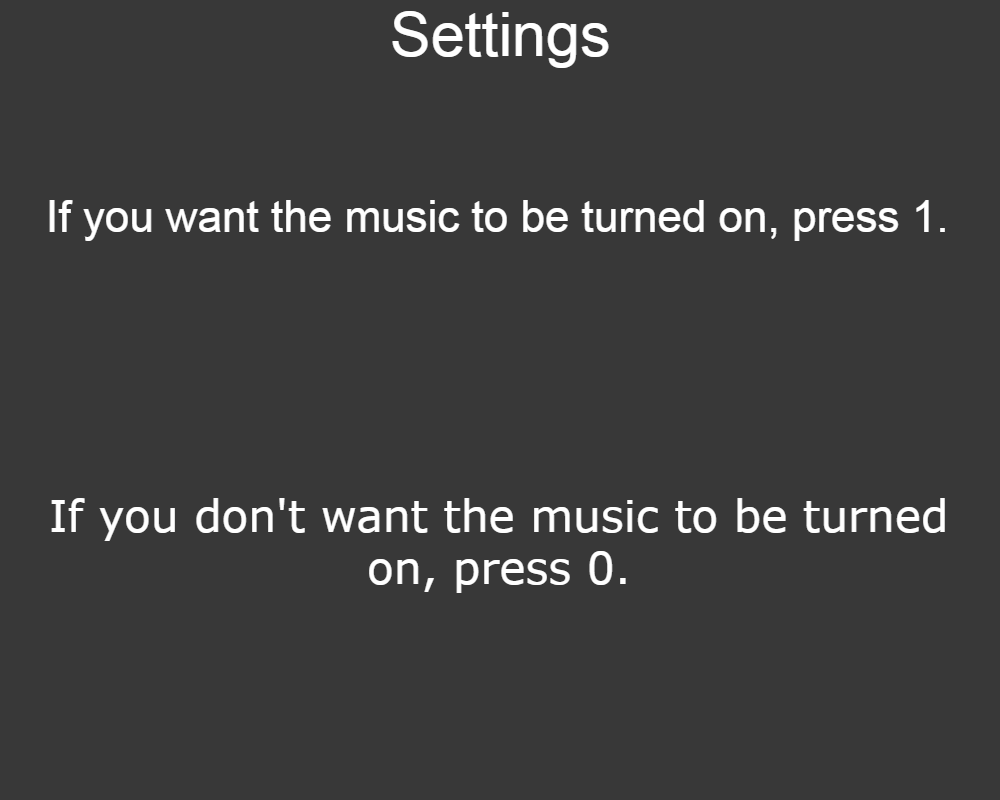 Settings
If you want the music to be turned on, press 1.
If you don't want the music to be turned
on, press 0.